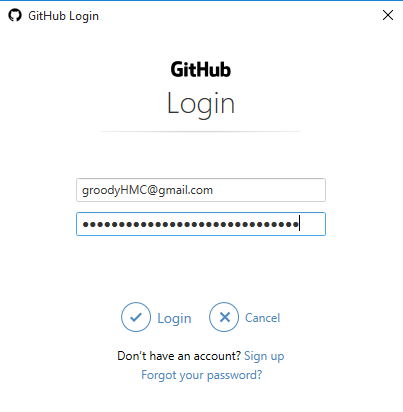 GitHub Login
GitHub
Login
groodyHMC@gmail.com
••••••••••••••••••••••••••••••
Login Cancel
Don't have an account? Sign up
Forgot your password?